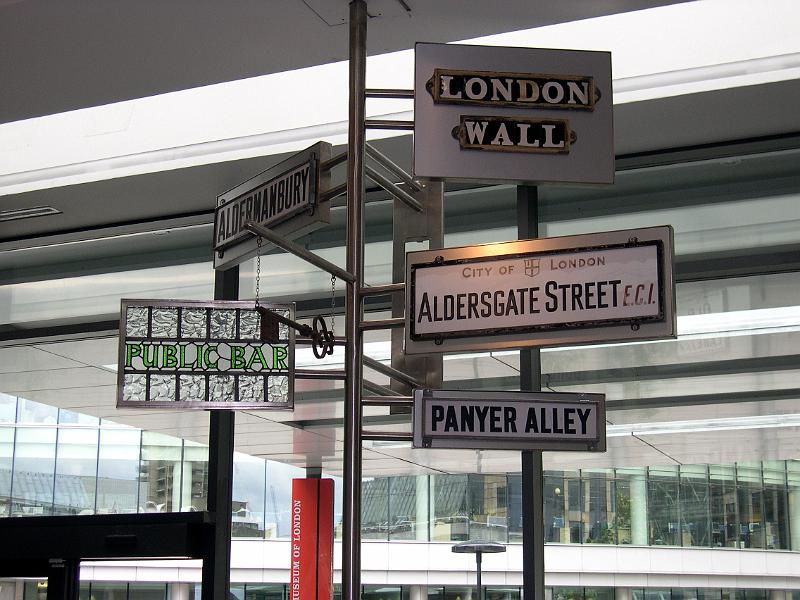 LONDON
WALL
ALDERMANBURY
CITY OF LONDON
ALDERSGATE STREET E.C.1.
PUBLIC BAR
PANYER ALLEY
MUSEUM OF LONDON